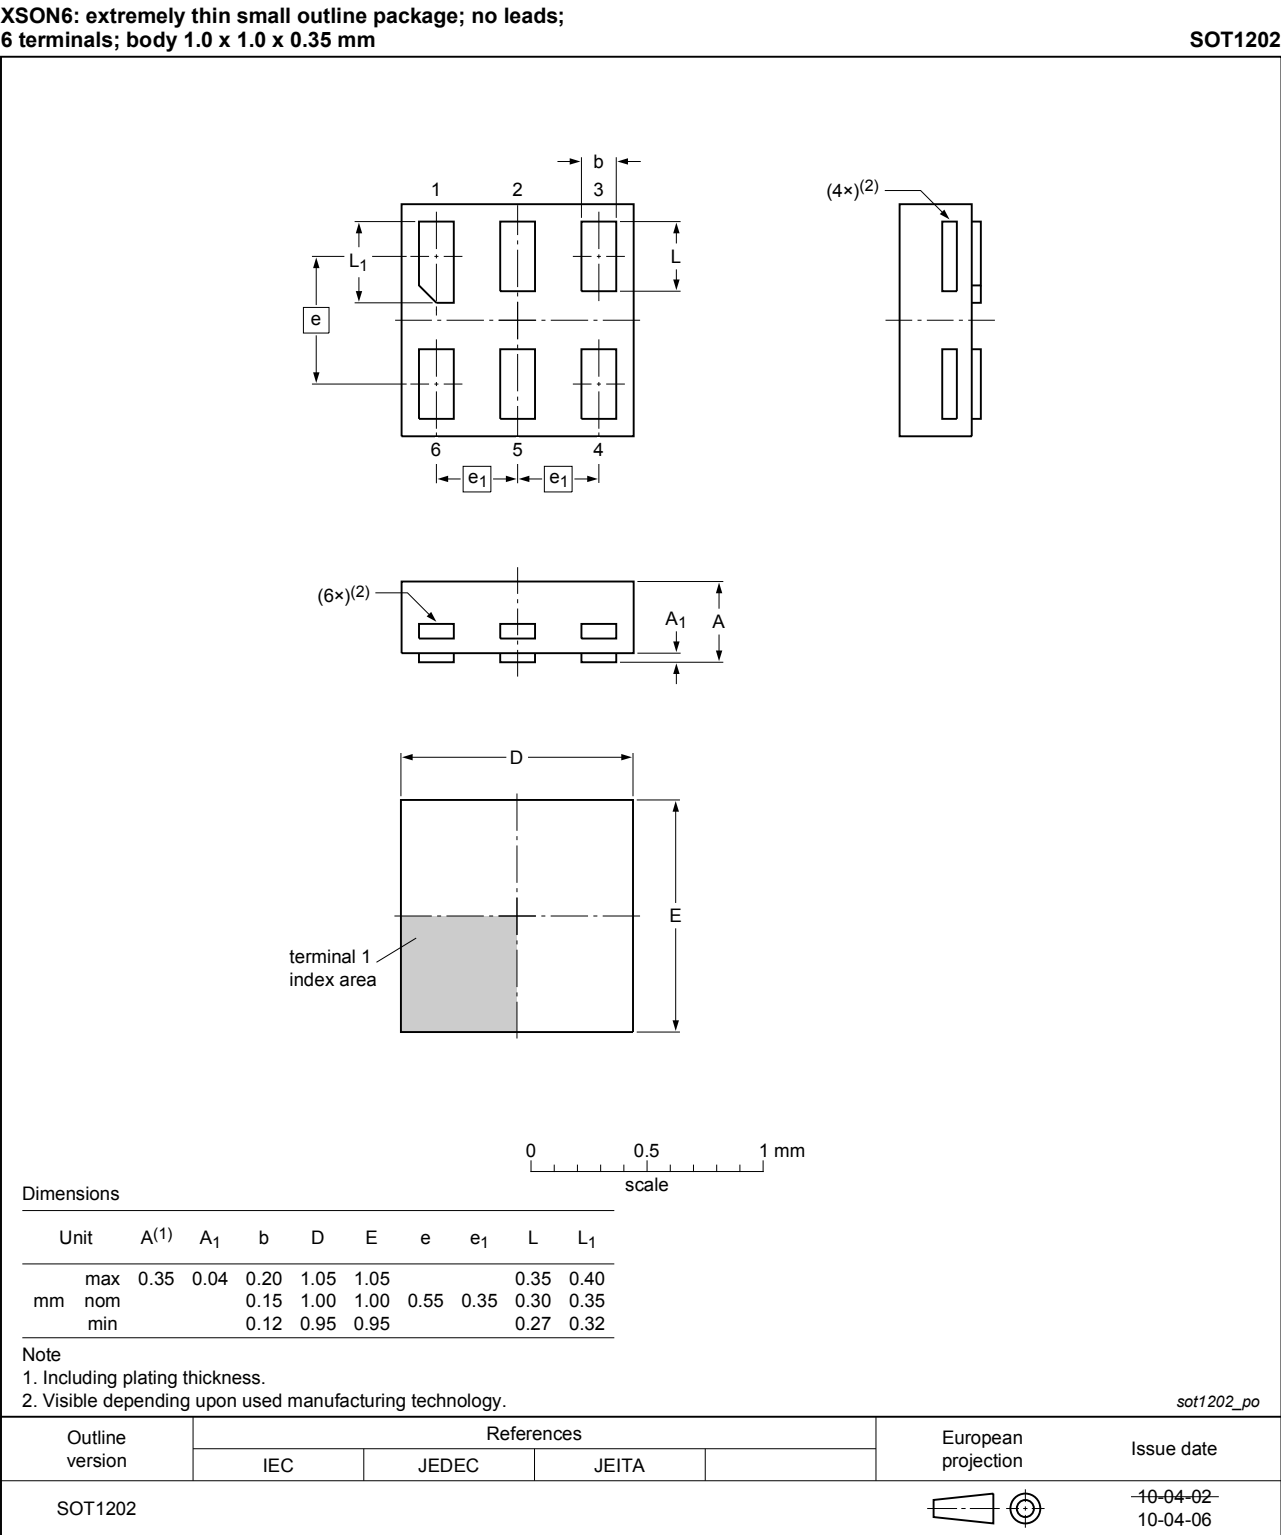 XSON6: extremely thin small outline package; no leads;
6 terminals; body 1.0 x 1.0 x 0.35 mm
SOT1202
b
1 2 3
(4×)(2)
L1
L
e
6 5 4
e1 e1
(6×)(2)
A1 A
D
E
terminal 1
index area
0 0.5 1 mm
scale
Dimensions
Unit A(1) A1 b D E e e1 L L1
max 0.35 0.04 0.20 1.05 1.05 0.35 0.40
mm nom 0.15 1.00 1.00 0.55 0.35 0.30 0.35
min 0.12 0.95 0.95 0.27 0.32
Note
1. Including plating thickness.
2. Visible depending upon used manufacturing technology.
sot1202_po
Outline
version
References
IEC JEDEC JEITA
European
projection
Issue date
SOT1202
10-04-02
10-04-06